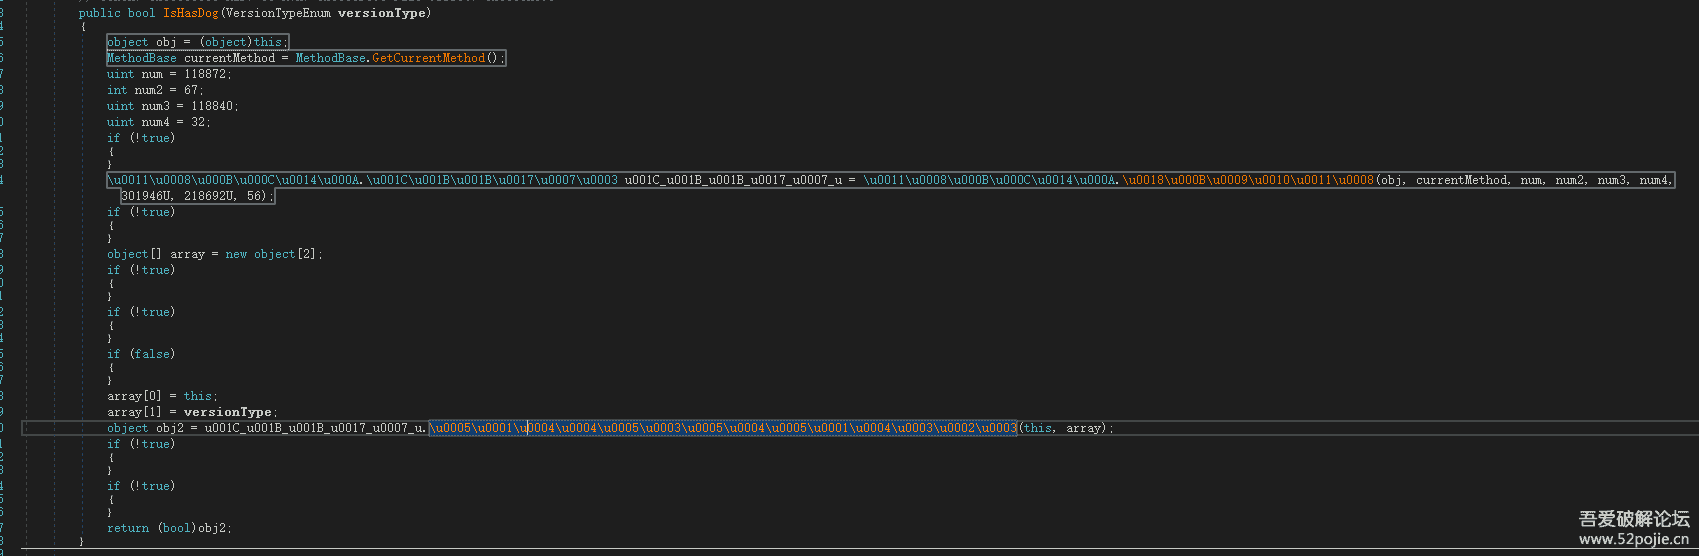 public bool IsHasDog(VersionTypeEnum versionType)
{
object obj = (object)this;
MethodBase currentMethod = MethodBase.GetCurrentMethod();
uint num = 118872;
int num2 = 67;
uint num3 = 118840;
uint num4 = 32;
if (!true)
{
}
\u0011\u0008\u000B\u000C\u0014\u000A.\u001C\u001B\u001B\u0017\u0007\u0003 u001C_u001B_u001B_u0017_u0007_u = \u0011\u0008\u000B\u000C\u0014\u000A.\u0018\u000B\u0009\u0010\u0011\u0008(obj, currentMethod, num, num2, num3, num4,
301946U, 218692U, 56);
if (!true)
{
}
object[] array = new object[2];
if (!true)
{
}
if (!true)
{
}
if (false)
{
}
array[0] = this;
array[1] = versionType;
object obj2 = u001C_u001B_u001B_u0017_u0007_u.\u0005\u0001\u0004\u0004\u0005\u0003\u0005\u0004\u0005\u0001\u0004\u0003\u0002\u0003(this, array);
if (!true)
{
}
if (!true)
{
}
return (bool)obj2;
}
吾爱破解论坛
www.52pojie.cn